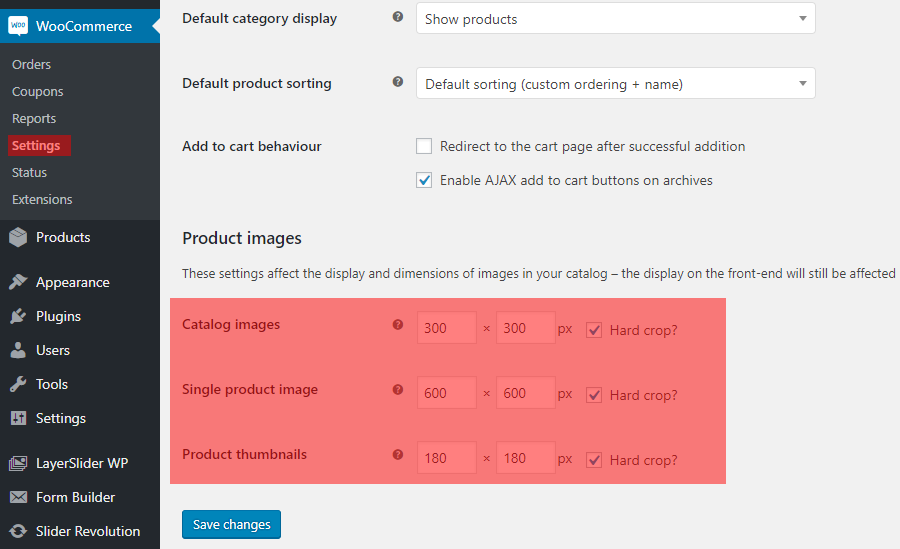 WOO WooCommerce
Orders
Coupons
Reports
Settings
Status
Extensions
Products
Appearance
Plugins
Users
Tools
Settings
LayerSlider WP
Form Builder
Slider Revolution
Default category display ? Show products
Default product sorting ? Default sorting (custom ordering + name)
Add to cart behaviour Redirect to the cart page after successful addition
Enable AJAX add to cart buttons on archives
Product images
These settings affect the display and dimensions of images in your catalog – the display on the front-end will still be affected
Catalog images ? 300 × 300 px Hard crop?
Single product image ? 600 × 600 px Hard crop?
Product thumbnails ? 180 × 180 px Hard crop?
Save changes